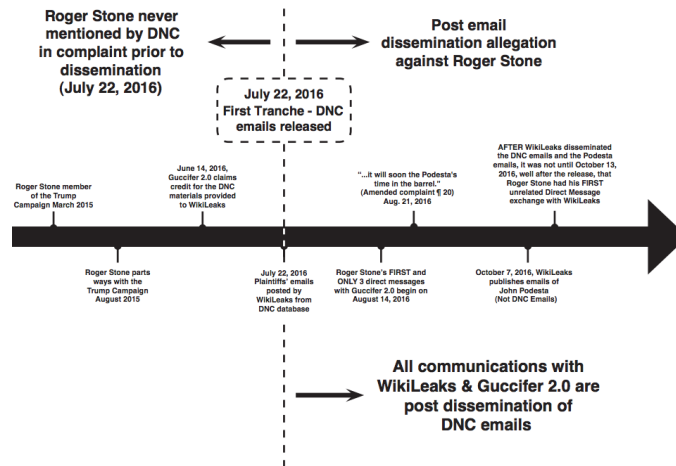 Roger Stone never
mentioned by DNC
in complaint prior to
dissemination
(July 22, 2016)
Post email
dissemination allegation
against Roger Stone
July 22, 2016
First Tranche - DNC
emails released
Roger Stone member
of the Trump
Campaign March 2015
June 14, 2016,
Guccifer 2.0 claims
credit for the DNC
materials provided
to WikiLeaks
"...it will soon the Podesta's
time in the barrel."
(Amended complaint ¶ 20)
Aug. 21, 2016
AFTER WikiLeaks disseminated
the DNC emails and the Podesta
emails, it was not until October 13,
2016, well after the release, that
Roger Stone had his FIRST
unrelated Direct Message
exchange with WikiLeaks
Roger Stone parts
ways with the
Trump Campaign
August 2015
July 22, 2016
Plaintiffs' emails
posted by
WikiLeaks from
DNC database
Roger Stone's FIRST and
ONLY 3 direct messages
with Guccifer 2.0 begin on
August 14, 2016
October 7, 2016, WikiLeaks
publishes emails of
John Podesta
(Not DNC Emails)
All communications with
WikiLeaks & Guccifer 2.0 are
post dissemination of
DNC emails